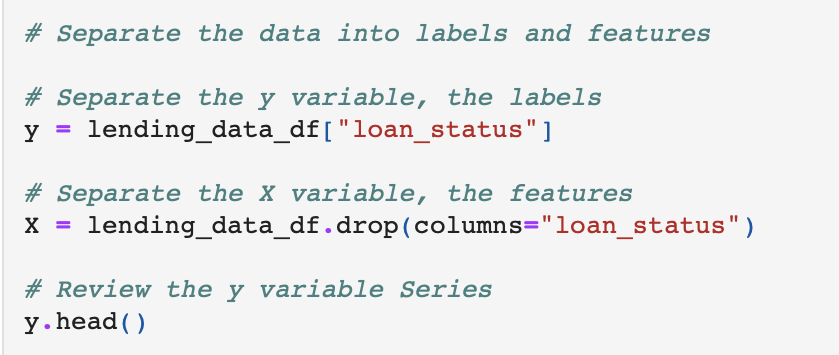 # Separate the data into labels and features
# Separate the y variable, the labels
y = lending_data_df["loan_status"]
# Separate the X variable, the features
X = lending_data_df.drop(columns="loan_status")
# Review the y variable Series
y.head()